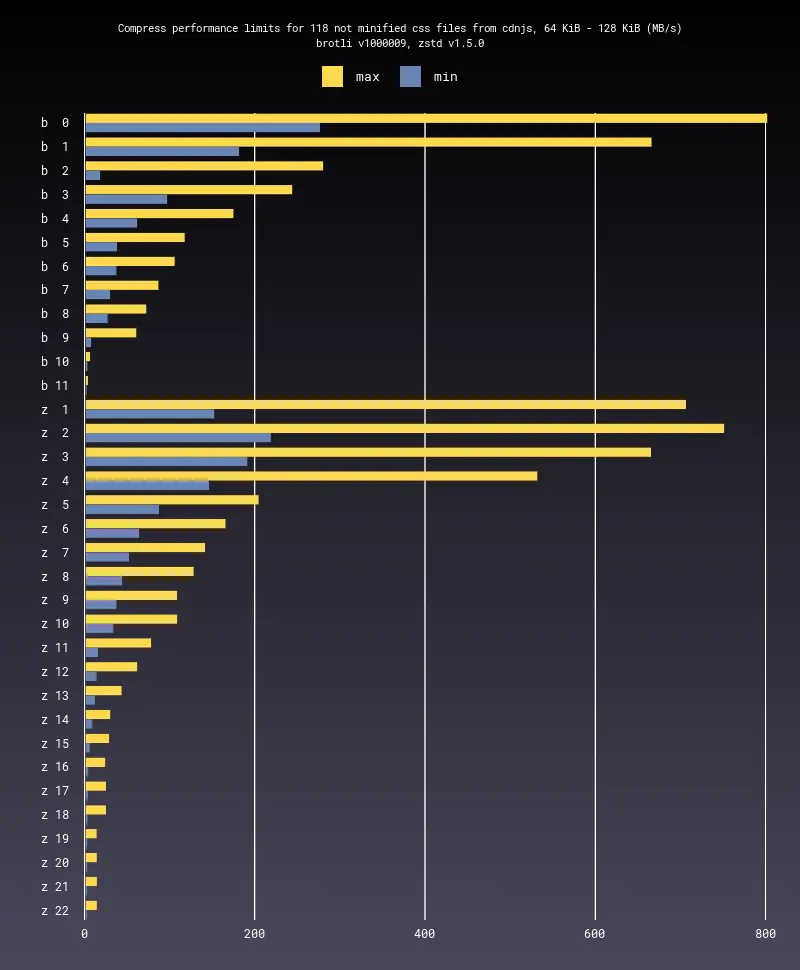 Compress performance limits for 118 not minified css files from cdnjs, 64 KiB - 128 KiB (MB/s)
brotli v1000009, zstd v1.5.0
max min
b 0
b 1
b 2
b 3
b 4
b 5
b 6
b 7
b 8
b 9
b 10
b 11
z 1
z 2
z 3
z 4
z 5
z 6
z 7
z 8
z 9
z 10
z 11
z 12
z 13
z 14
z 15
z 16
z 17
z 18
z 19
z 20
z 21
z 22
0 200 400 600 800